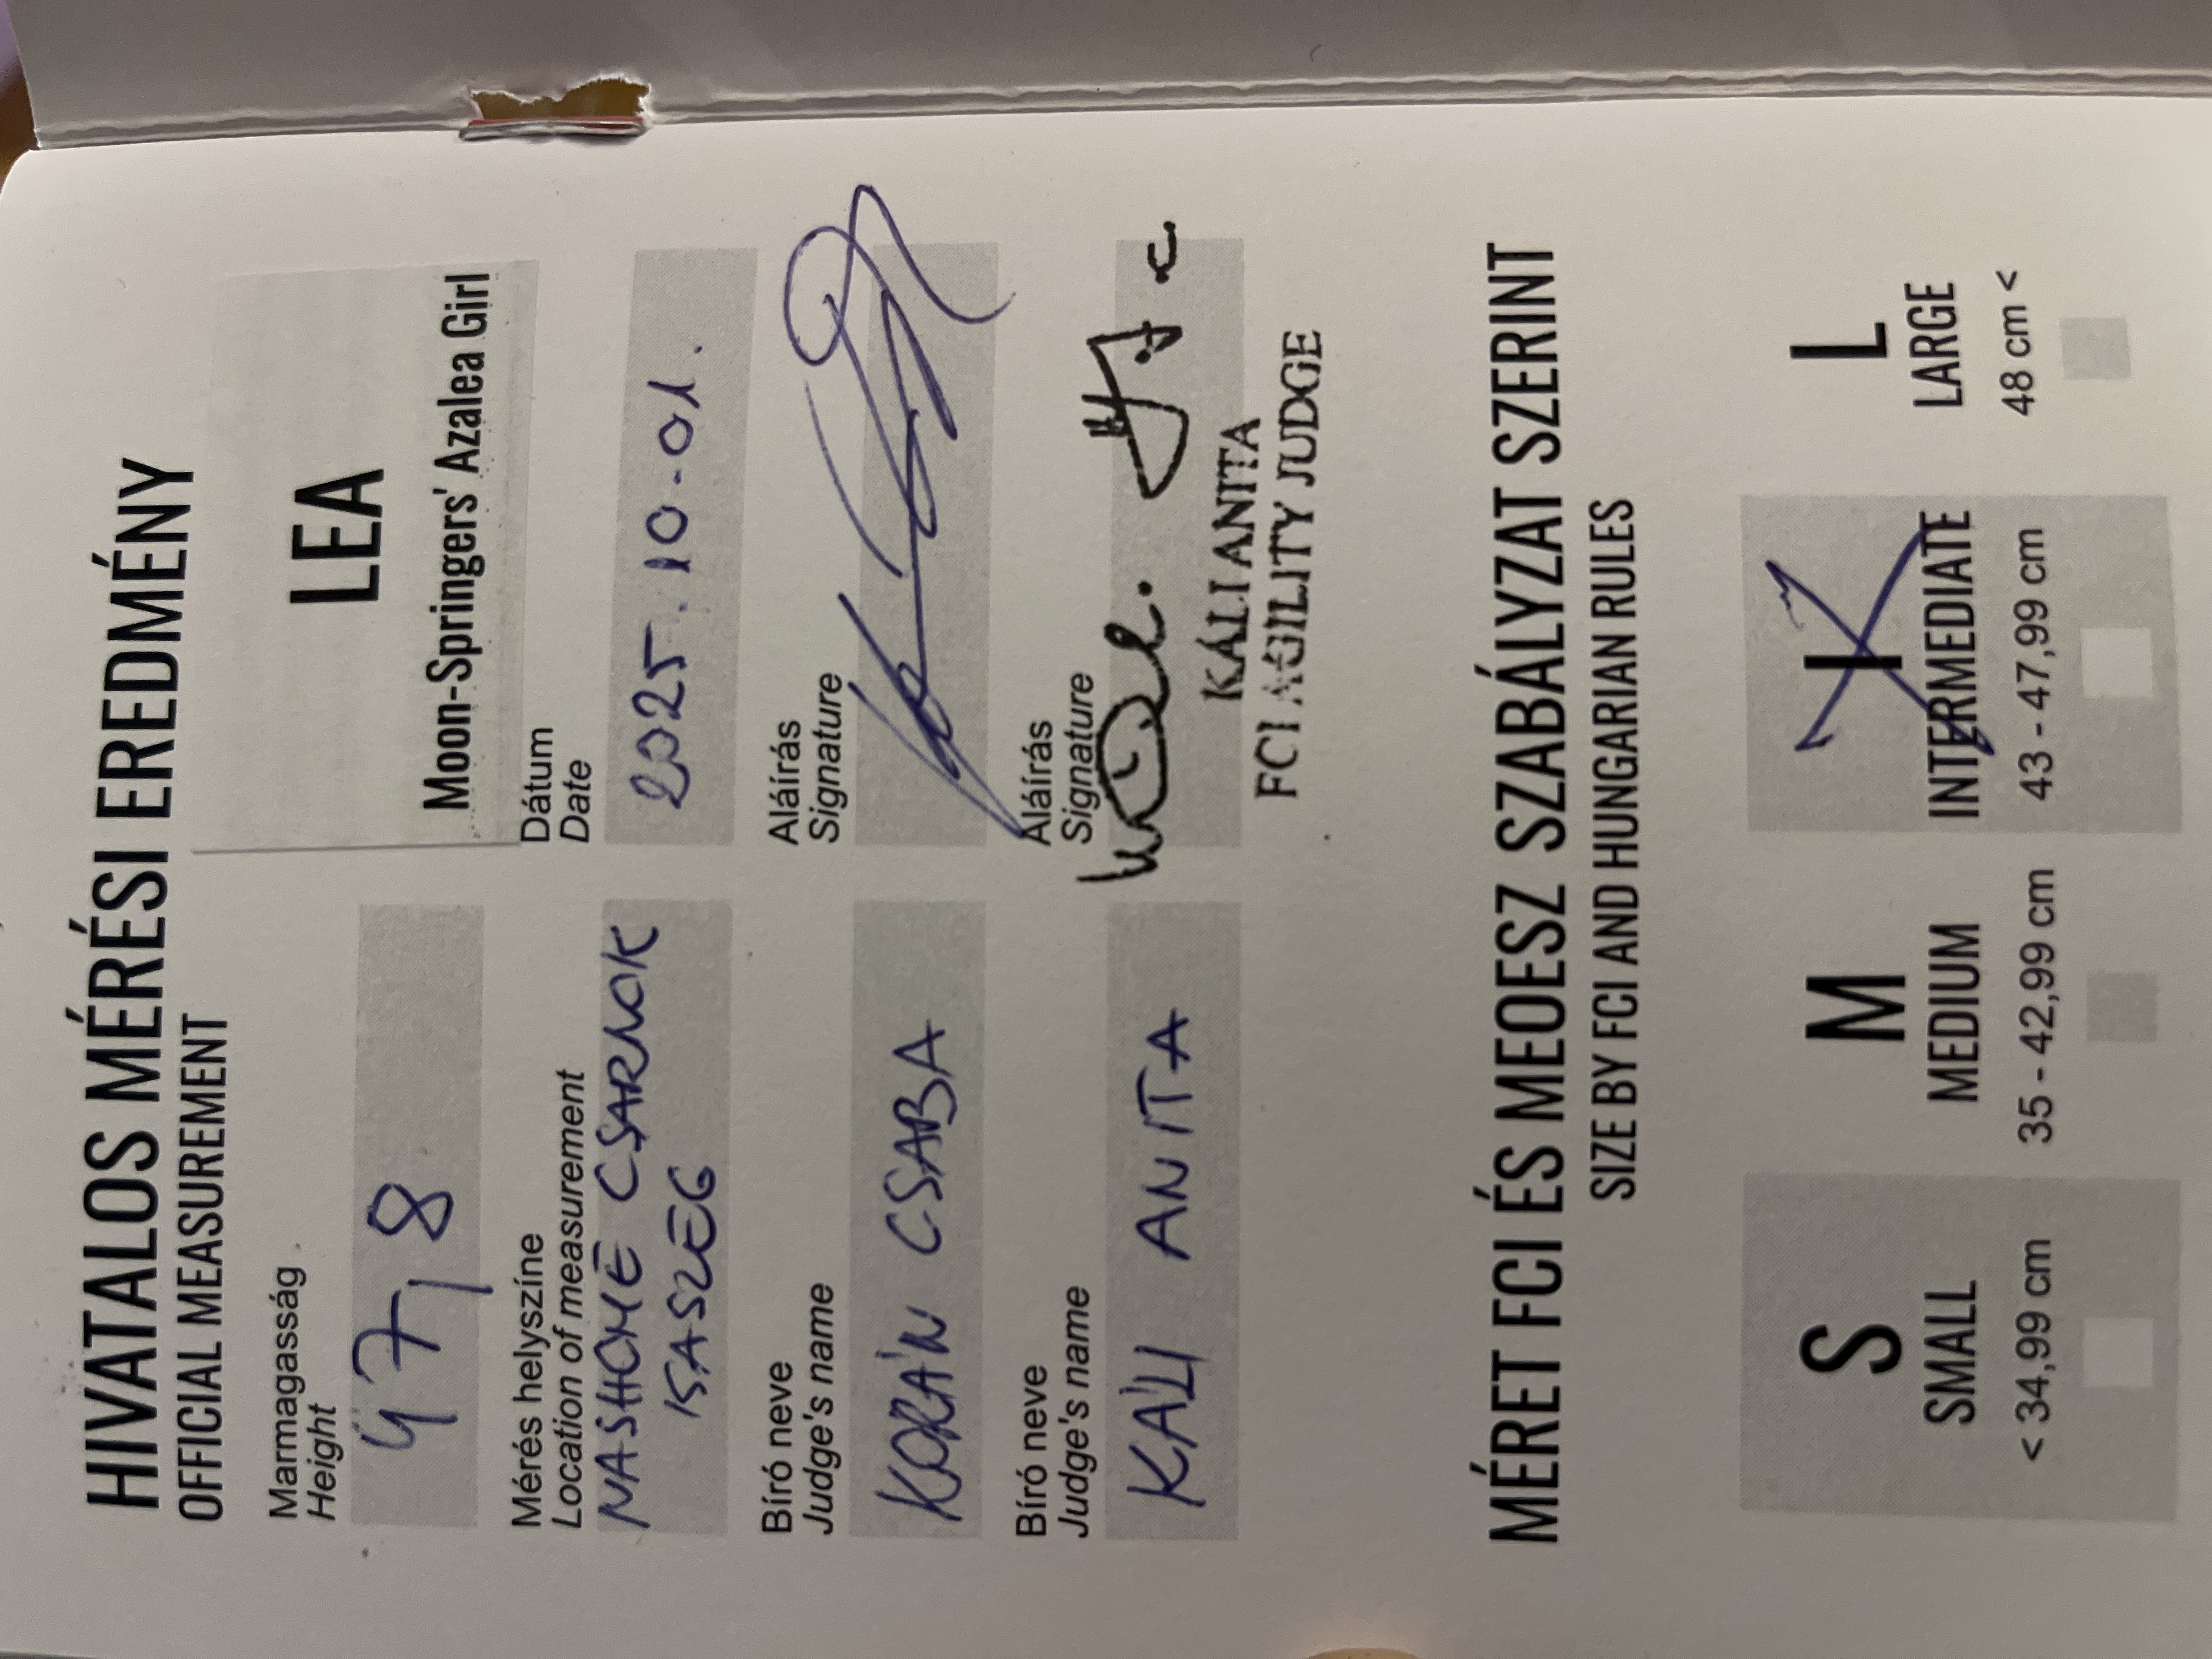 HIVATALOS MÉRÉSI EREDMÉNY
OFFICIAL MEASUREMENT
Marmagasság
Height
47,8
LEA
Moon-Springers' Azalea Girl
Mérés helyszíne
Location of measurement
NASHOME CSARNOK
ISASZEG
Dátum
Date
2025.10.01.
Bíró neve
Judge's name
KORÁN CSABA
Aláírás
Signature
Bíró neve
Judge's name
KÁLI ANITA
Aláírás
Signature
KÁLI ANITA
FCI AGILITY JUDGE
MÉRET FCI ÉS MEOESZ SZABÁLYZAT SZERINT
SIZE BY FCI AND HUNGARIAN RULES
S M I L
SMALL MEDIUM INTERMEDIATE LARGE
< 34,99 cm 35 - 42,99 cm 43 - 47,99 cm 48 cm <